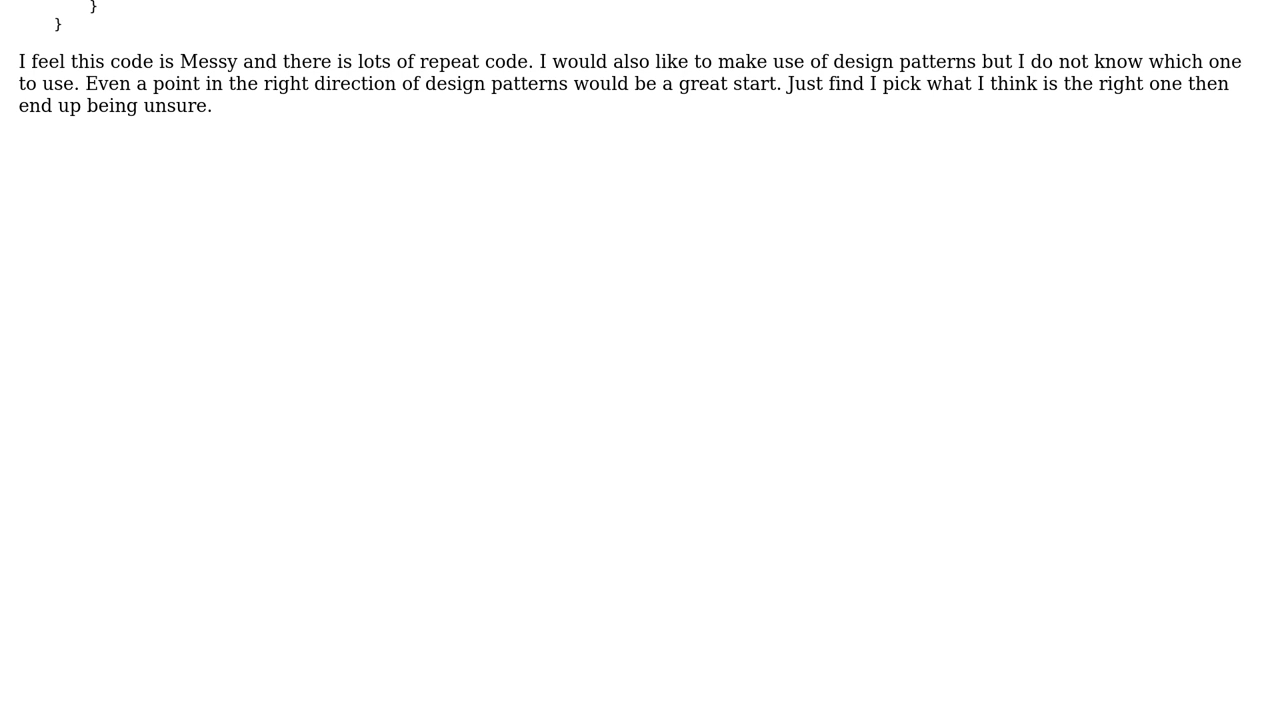 }
}
I feel this code is Messy and there is lots of repeat code. I would also like to make use of design patterns but I do not know which one
to use. Even a point in the right direction of design patterns would be a great start. Just find I pick what I think is the right one then
end up being unsure.